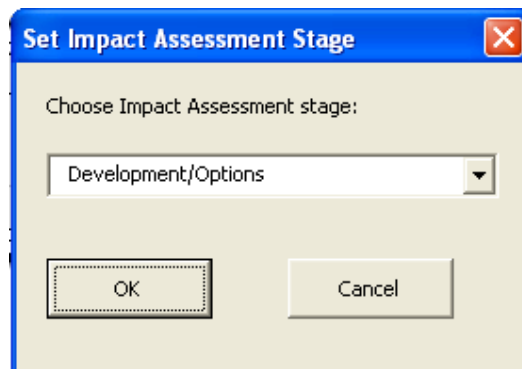 Set Impact Assessment Stage
Choose Impact Assessment stage:
Development/Options
OK Cancel